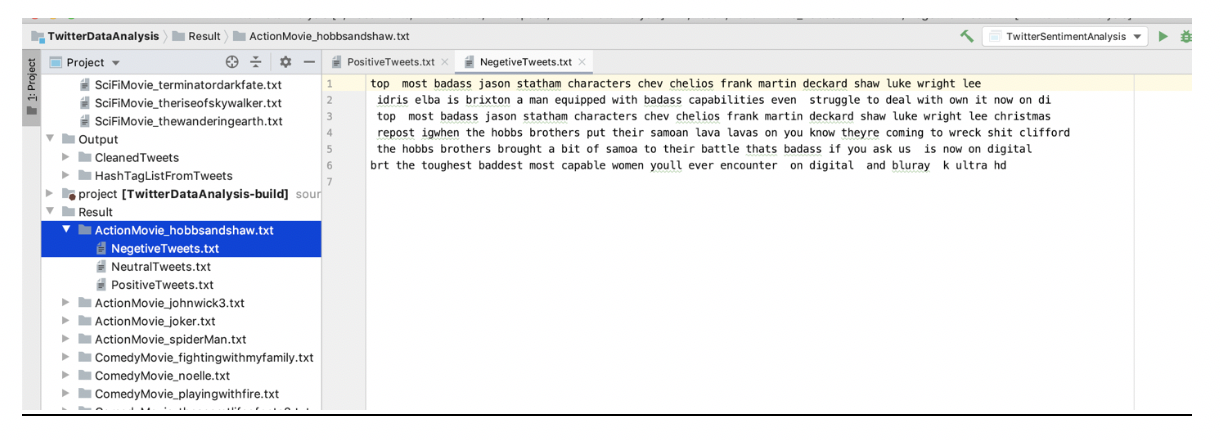 TwitterDataAnalysis Result ActionMovie_hobbsandshaw.txt TwitterSentimentAnalysis
1: Project
Project PositiveTweets.txt NegetiveTweets.txt
SciFiMovie_terminatordarkfate.txt
SciFiMovie_theriseofskywalker.txt
SciFiMovie_thewanderingearth.txt
Output
CleanedTweets
HashTagListFromTweets
project [TwitterDataAnalysis-build] sour
Result
ActionMovie_hobbsandshaw.txt
NegetiveTweets.txt
NeutralTweets.txt
PositiveTweets.txt
ActionMovie_johnwick3.txt
ActionMovie_joker.txt
ActionMovie_spiderMan.txt
ComedyMovie_fightingwithmyfamily.txt
ComedyMovie_noelle.txt
ComedyMovie_playingwithfire.txt
1 top most badass jason statham characters chev chelios frank martin deckard shaw luke wright lee
2 idris elba is brixton a man equipped with badass capabilities even struggle to deal with own it now on di
3 top most badass jason statham characters chev chelios frank martin deckard shaw luke wright lee christmas
4 repost igwhen the hobbs brothers put their samoan lava lavas on you know theyre coming to wreck shit clifford
5 the hobbs brothers brought a bit of samoa to their battle thats badass if you ask us is now on digital
6 brt the toughest baddest most capable women youll ever encounter on digital and bluray k ultra hd
7